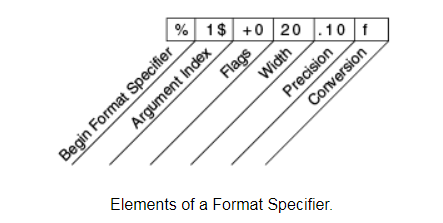 % 1$ +0 20 .10 f
Begin Format Specifier
Argument Index
Flags
Width
Precision
Conversion
Elements of a Format Specifier.